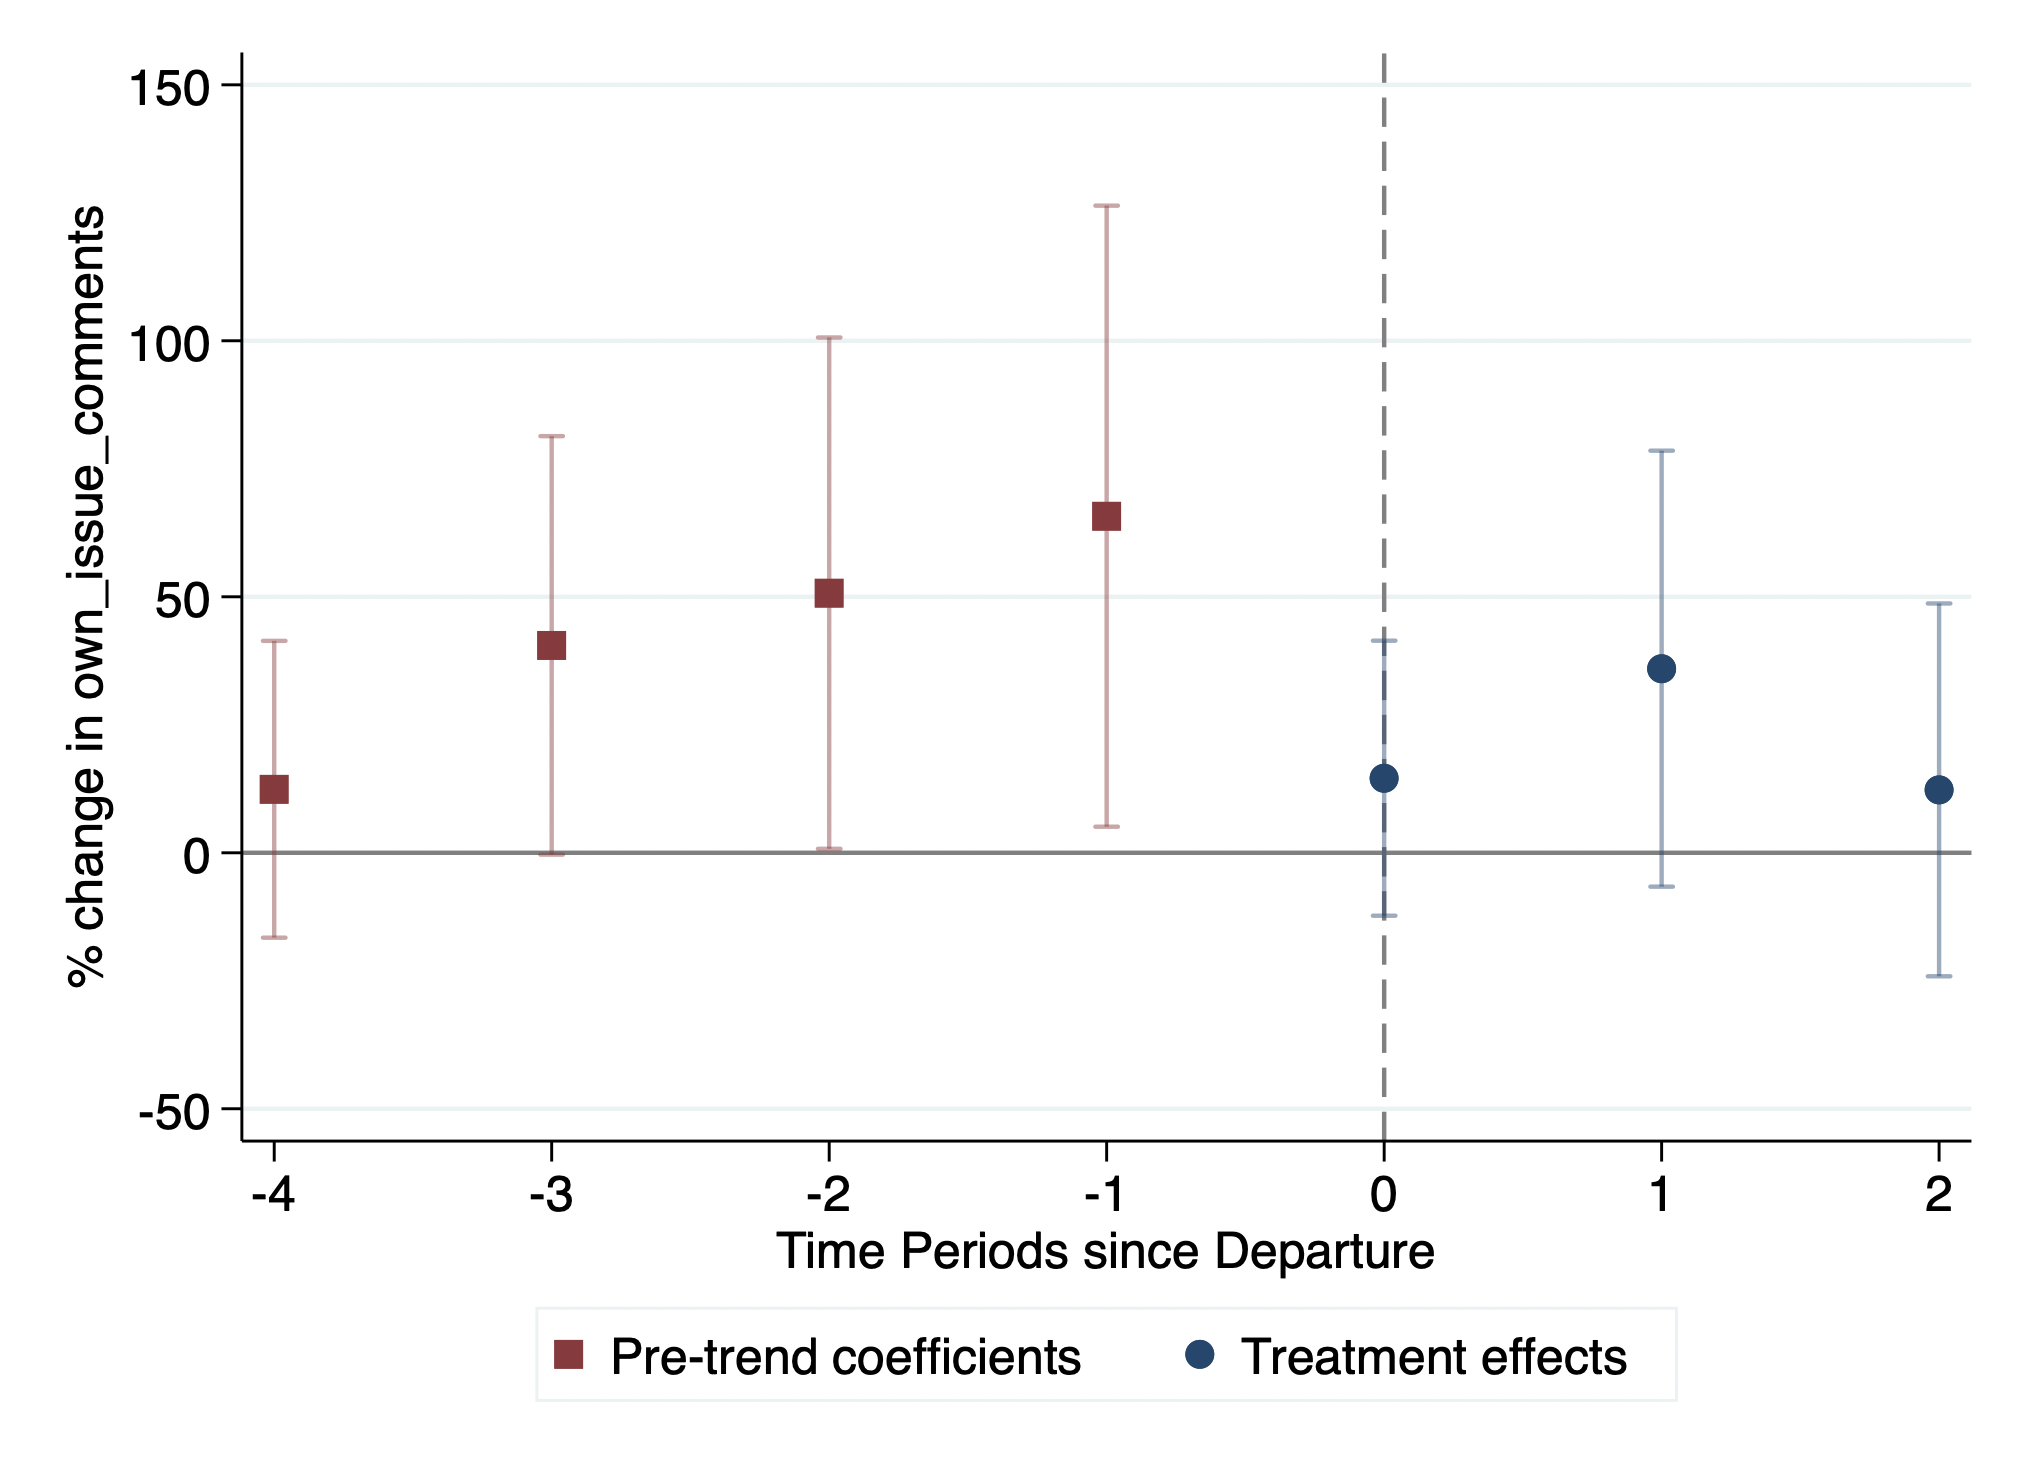 150
100
50
0
-50
% change in own_issue_comments
-4 -3 -2 -1 0 1 2
Time Periods since Departure
Pre-trend coefficients Treatment effects